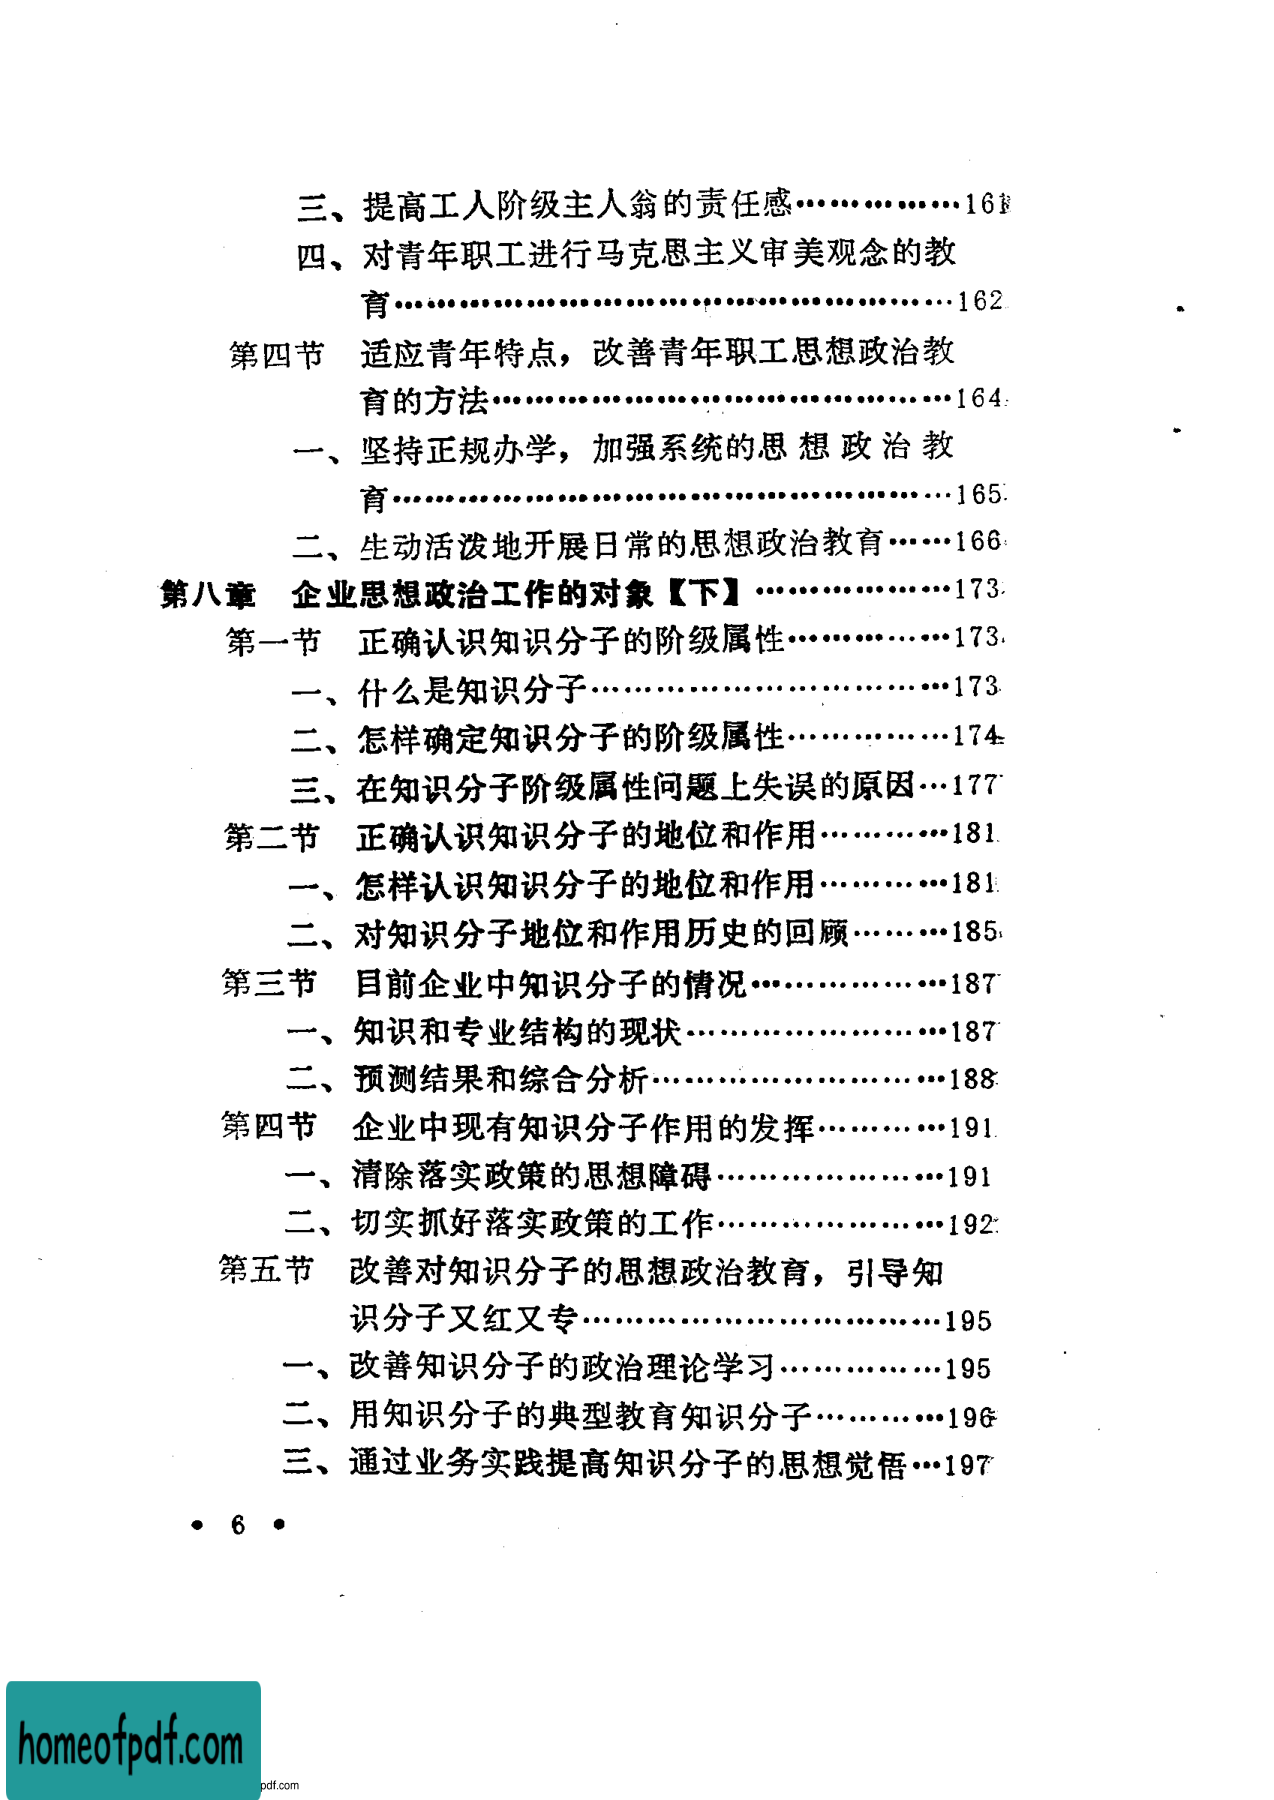 三、提高工人阶级主人翁的责任感……………161
四、对青年职工进行马克思主义审美观念的教
育………………………………………………162
第四节 适应青年特点，改善青年职工思想政治教
育的方法………………………………………164
一、坚持正规办学，加强系统的思想政治教
育………………………………………………165
二、生动活泼地开展日常的思想政治教育……166
第八章 企业思想政治工作的对象【下】………………173
第一节 正确认识知识分子的阶级属性……………173
一、什么是知识分子………………………………173
二、怎样确定知识分子的阶级属性……………174
三、在知识分子阶级属性问题上失误的原因…177
第二节 正确认识知识分子的地位和作用…………181
一、怎样认识知识分子的地位和作用…………181
二、对知识分子地位和作用历史的回顾………185
第三节 目前企业中知识分子的情况………………187
一、知识和专业结构的现状……………………187
二、预测结果和综合分析………………………188
第四节 企业中现有知识分子作用的发挥…………191
一、清除落实政策的思想障碍…………………191
二、切实抓好落实政策的工作…………………192
第五节 改善对知识分子的思想政治教育，引导知
识分子又红又专………………………………195
一、改善知识分子的政治理论学习……………195
二、用知识分子的典型教育知识分子…………196
三、通过业务实践提高知识分子的思想觉悟…197
• 6 •
homeofpdf.com
pdf.com